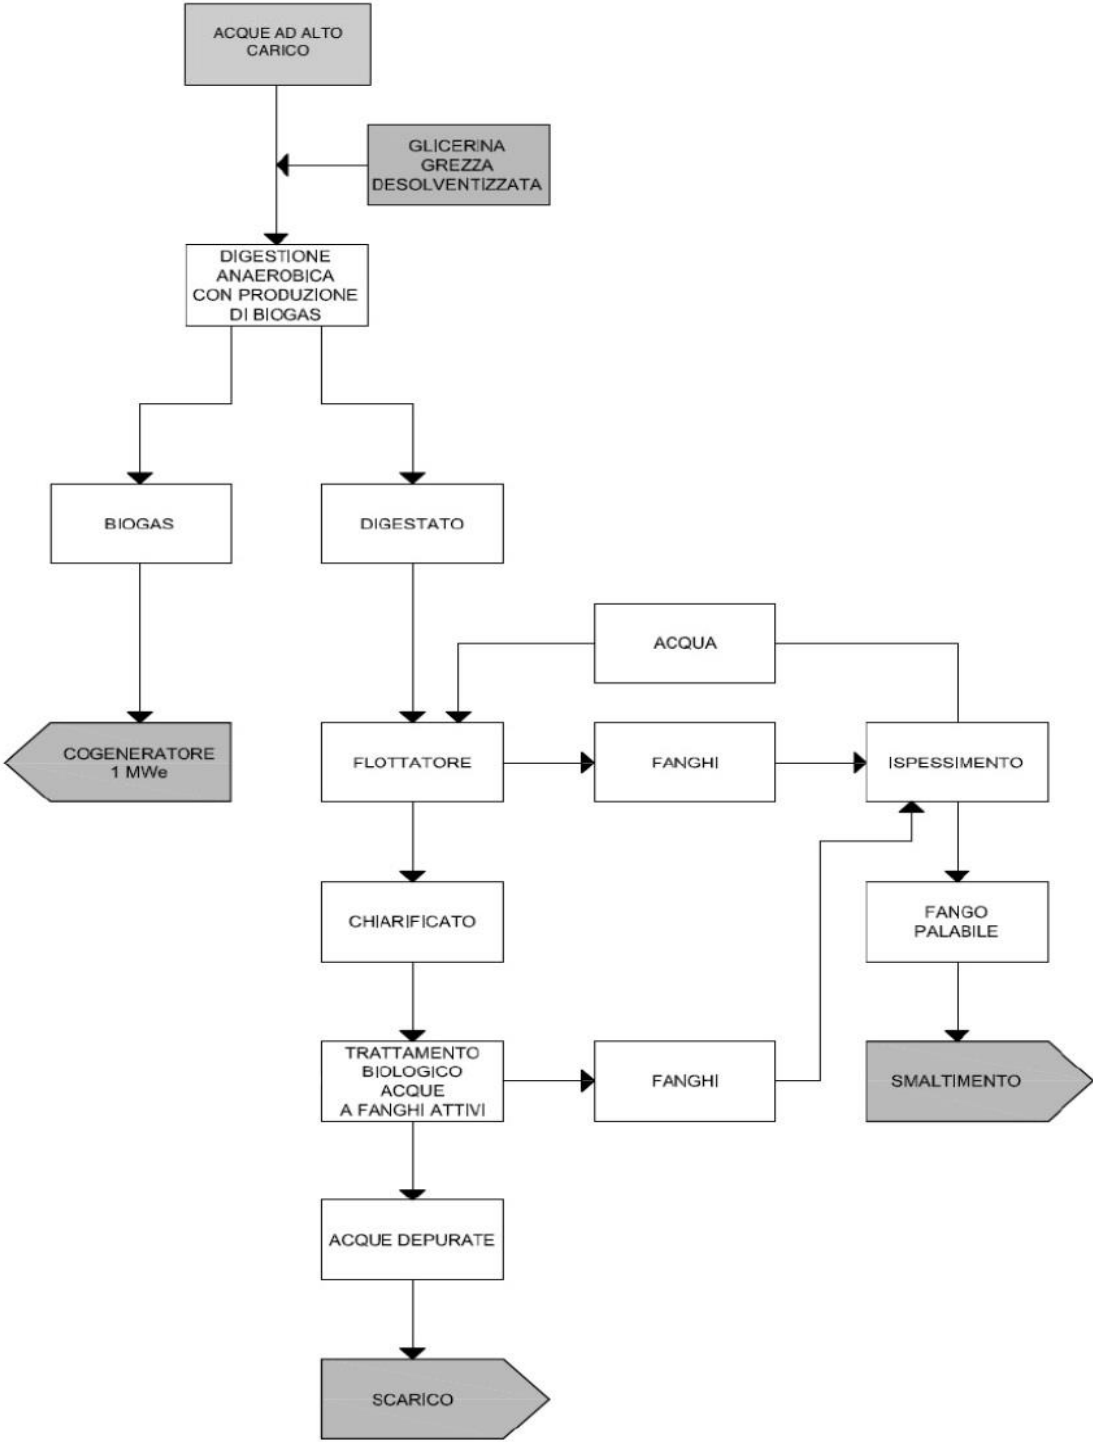 ACQUE AD ALTO
CARICO
GLICERINA
GREZZA
DESOLVENTIZZATA
DIGESTIONE
ANAEROBICA
CON PRODUZIONE
DI BIOGAS
BIOGAS
DIGESTATO
ACQUA
COGENERATORE
1 MWe
FLOTTATORE
FANGHI
ISPESSIMENTO
CHIARIFICATO
FANGO
PALABILE
TRATTAMENTO
BIOLOGICO
ACQUE
A FANGHI ATTIVI
FANGHI
SMALTIMENTO
ACQUE DEPURATE
SCARICO